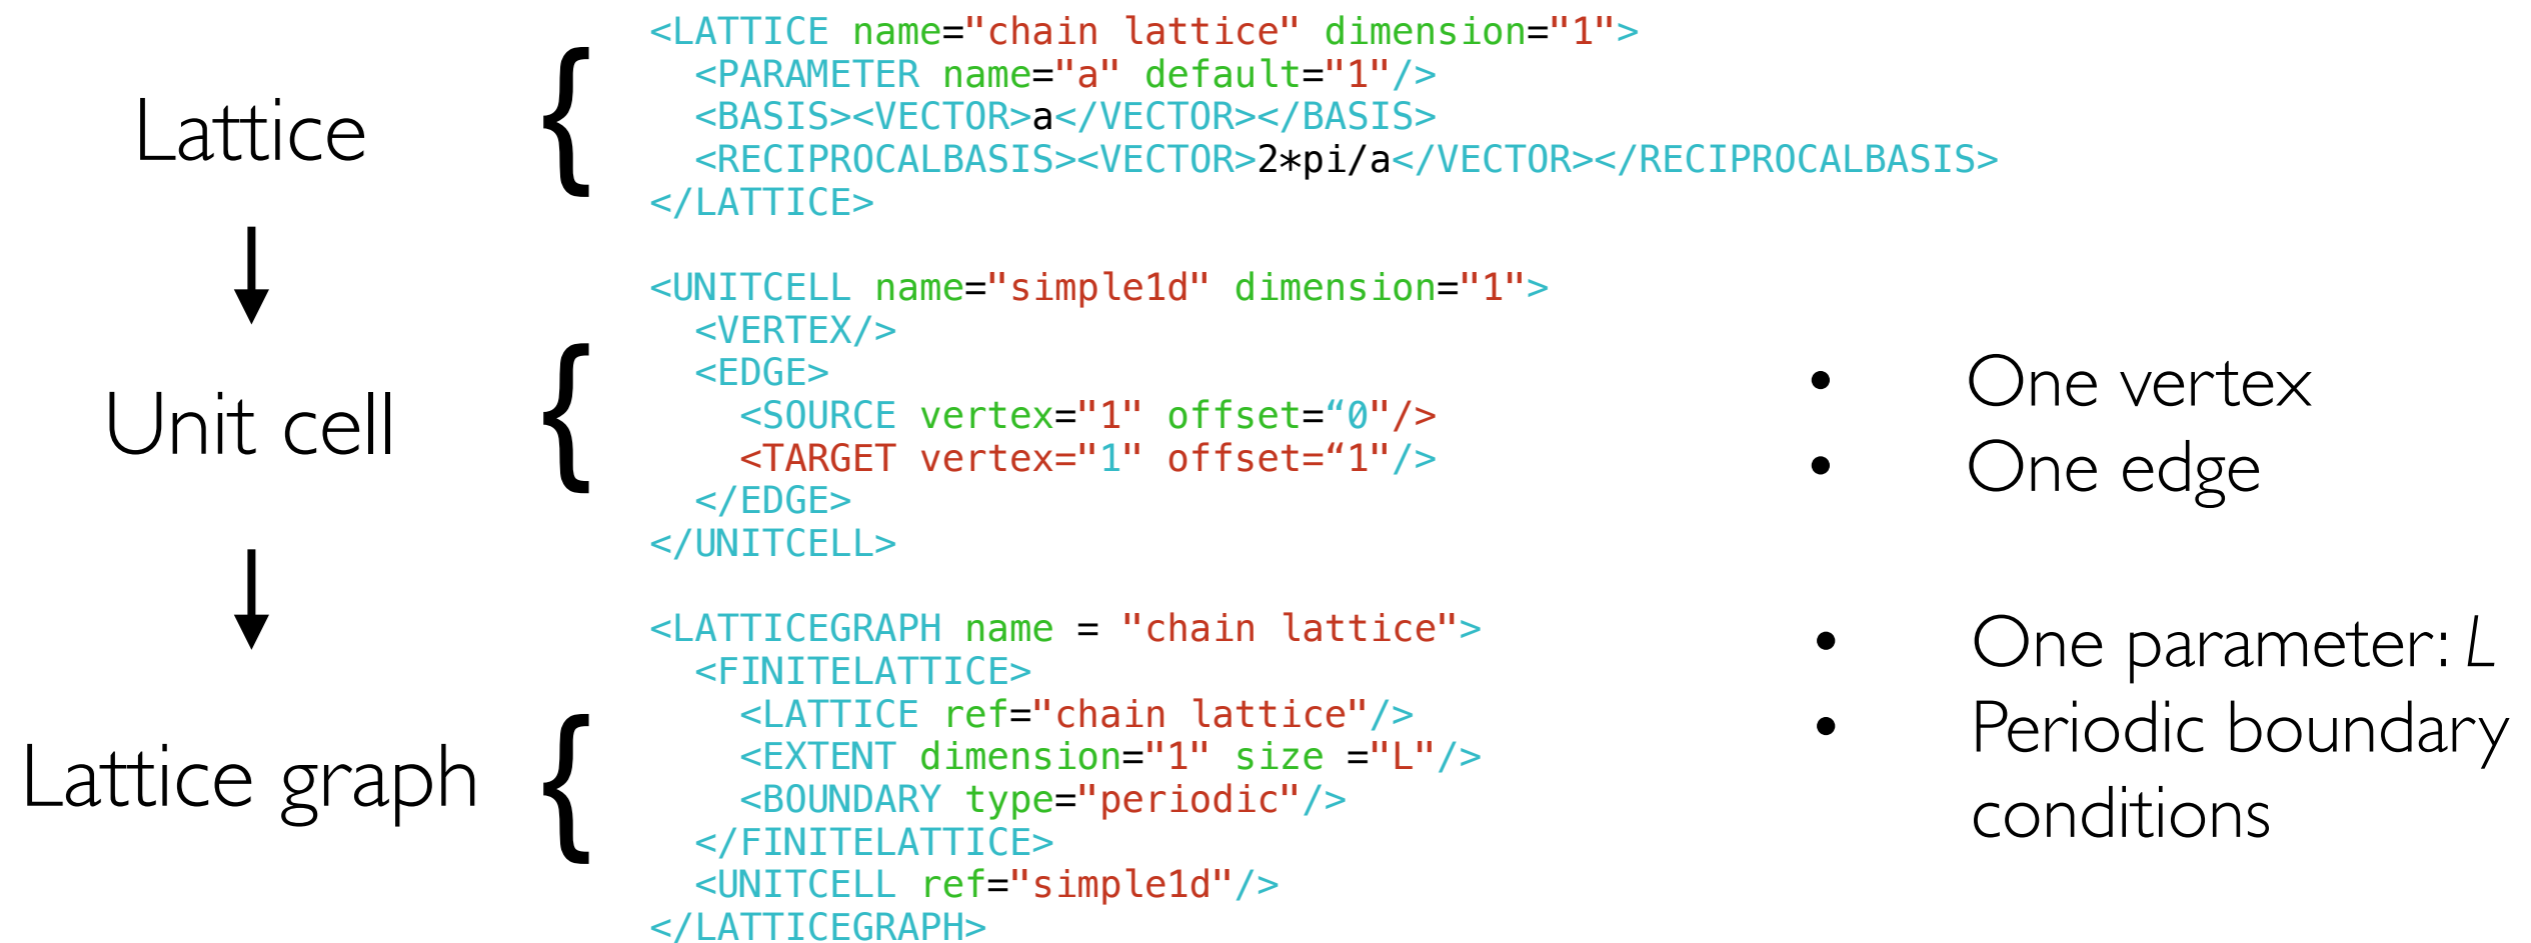 Lattice
{
<LATTICE name="chain lattice" dimension="1">
  <PARAMETER name="a" default="1"/>
  <BASIS><VECTOR>a</VECTOR></BASIS>
  <RECIPROCALBASIS><VECTOR>2*pi/a</VECTOR></RECIPROCALBASIS>
</LATTICE>
Unit cell
{
<UNITCELL name="simple1d" dimension="1">
  <VERTEX/>
  <EDGE>
    <SOURCE vertex="1" offset=“0"/>
    <TARGET vertex="1" offset=“1"/>
  </EDGE>
</UNITCELL>
• One vertex
• One edge
Lattice graph
{
<LATTICEGRAPH name = "chain lattice">
  <FINITELATTICE>
    <LATTICE ref="chain lattice"/>
    <EXTENT dimension="1" size ="L"/>
    <BOUNDARY type="periodic"/>
  </FINITELATTICE>
  <UNITCELL ref="simple1d"/>
</LATTICEGRAPH>
• One parameter: L
• Periodic boundary
conditions